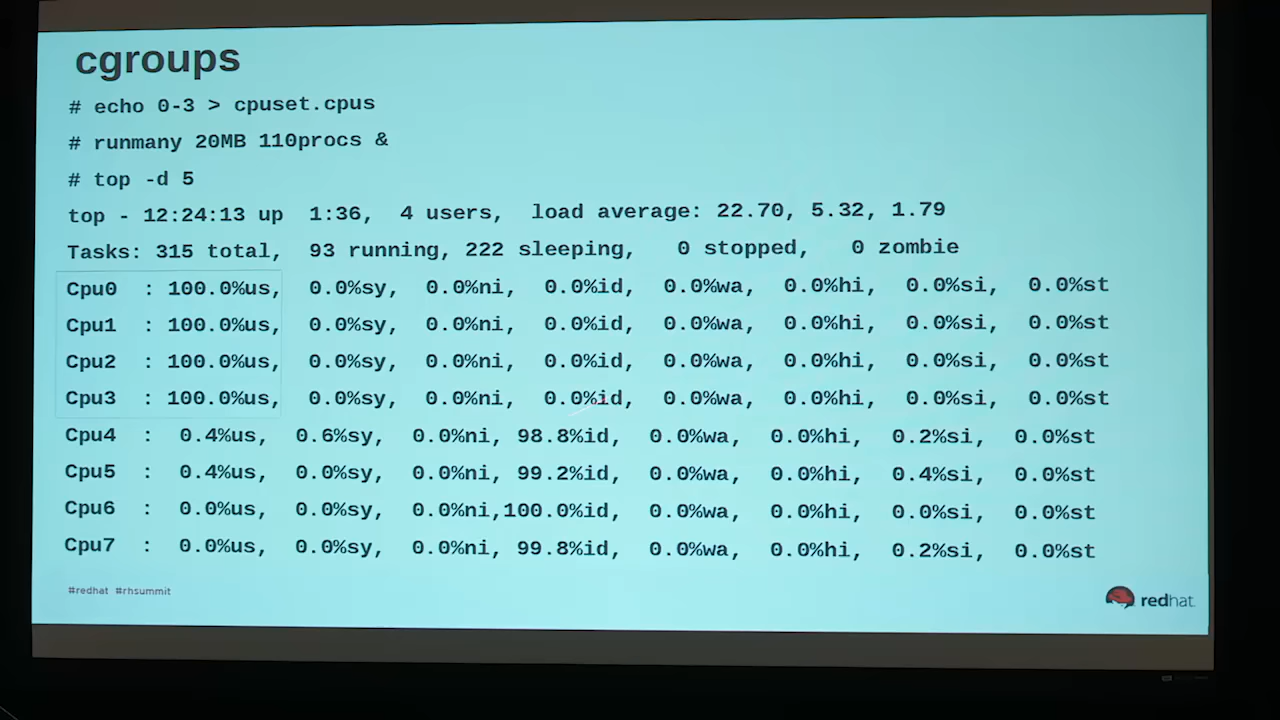 cgroups
# echo 0-3 > cpuset.cpus
# runmany 20MB 110procs &
# top -d 5
top - 12:24:13 up  1:36,  4 users,  load average: 22.70, 5.32, 1.79
Tasks: 315 total,  93 running, 222 sleeping,   0 stopped,   0 zombie
Cpu0  : 100.0%us,  0.0%sy,  0.0%ni,  0.0%id,  0.0%wa,  0.0%hi,  0.0%si,  0.0%st
Cpu1  : 100.0%us,  0.0%sy,  0.0%ni,  0.0%id,  0.0%wa,  0.0%hi,  0.0%si,  0.0%st
Cpu2  : 100.0%us,  0.0%sy,  0.0%ni,  0.0%id,  0.0%wa,  0.0%hi,  0.0%si,  0.0%st
Cpu3  : 100.0%us,  0.0%sy,  0.0%ni,  0.0%id,  0.0%wa,  0.0%hi,  0.0%si,  0.0%st
Cpu4  :  0.4%us,  0.6%sy,  0.0%ni, 98.8%id,  0.0%wa,  0.0%hi,  0.2%si,  0.0%st
Cpu5  :  0.4%us,  0.0%sy,  0.0%ni, 99.2%id,  0.0%wa,  0.0%hi,  0.4%si,  0.0%st
Cpu6  :  0.0%us,  0.0%sy,  0.0%ni,100.0%id,  0.0%wa,  0.0%hi,  0.0%si,  0.0%st
Cpu7  :  0.0%us,  0.0%sy,  0.0%ni, 99.8%id,  0.0%wa,  0.0%hi,  0.2%si,  0.0%st
#redhat #rhsummit
redhat